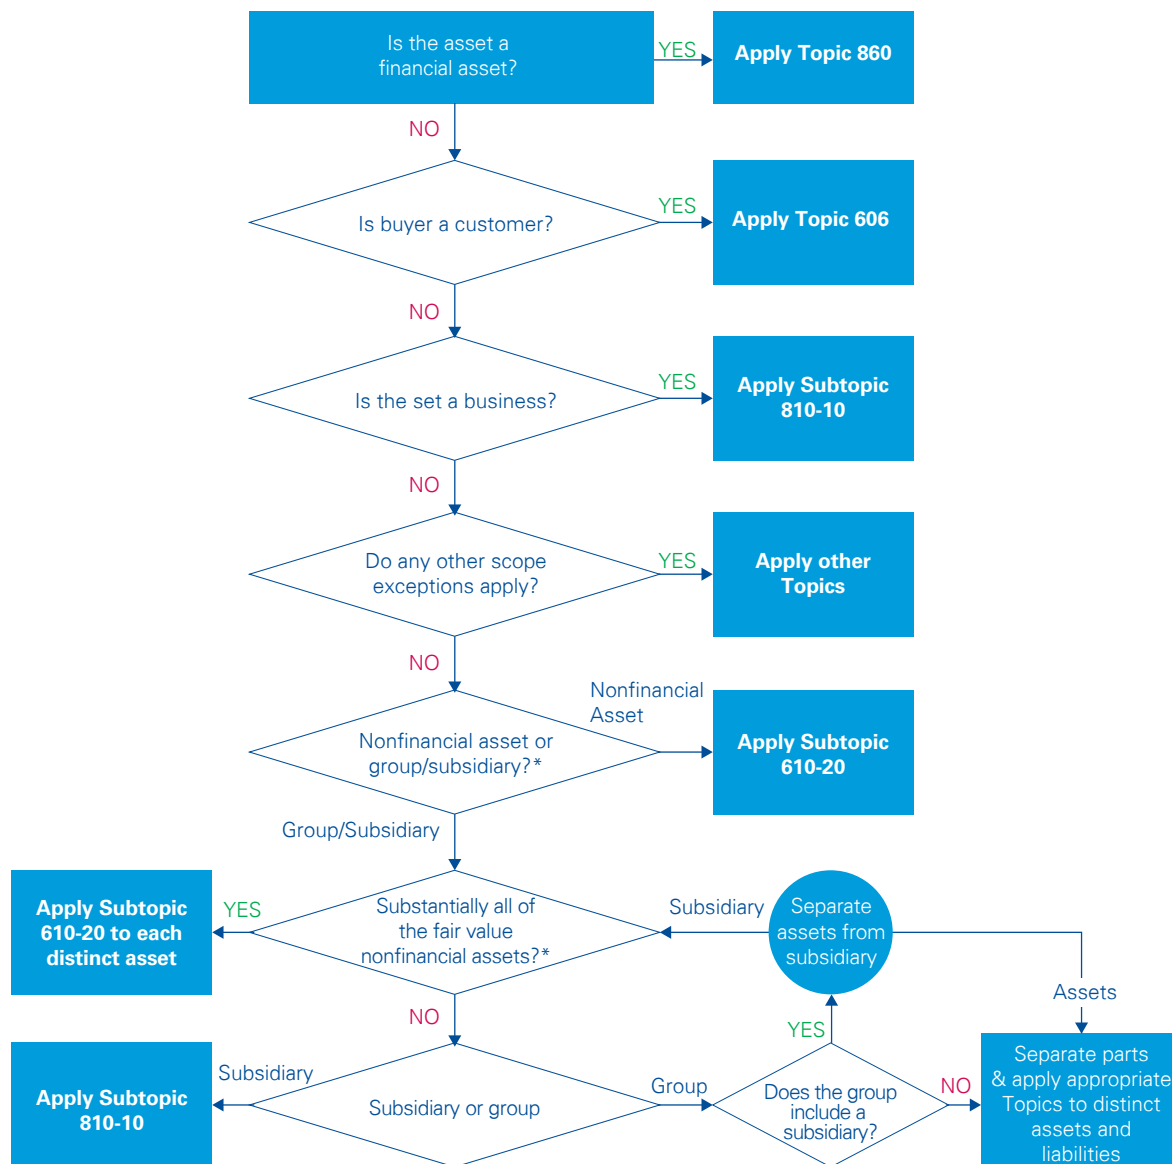 Is the asset a
financial asset?
YES
Apply Topic 860
NO
Is buyer a customer?
YES
Apply Topic 606
NO
Is the set a business?
YES
Apply Subtopic
810-10
NO
Do any other scope
exceptions apply?
YES
Apply other
Topics
NO
Nonfinancial
Asset
Nonfinancial asset or
group/subsidiary?*
Apply Subtopic
610-20
Group/Subsidiary
Apply Subtopic
610-20 to each
distinct asset
YES
Substantially all of
the fair value
nonfinancial assets?*
Subsidiary
Separate
assets from
subsidiary
Assets
NO
YES
Apply Subtopic
810-10
Subsidiary
Subsidiary or group
Group
Does the group
include a
subsidiary?
NO
Separate parts
& apply appropriate
Topics to distinct
assets and
liabilities